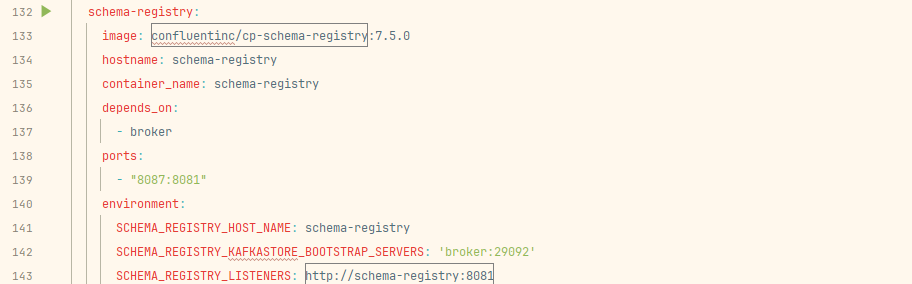 132 schema-registry:
133 image: confluentinc/cp-schema-registry:7.5.0
134 hostname: schema-registry
135 container_name: schema-registry
136 depends_on:
137 - broker
138 ports:
139 - "8087:8081"
140 environment:
141 SCHEMA_REGISTRY_HOST_NAME: schema-registry
142 SCHEMA_REGISTRY_KAFKASTORE_BOOTSTRAP_SERVERS: 'broker:29092'
143 SCHEMA_REGISTRY_LISTENERS: http://schema-registry:8081